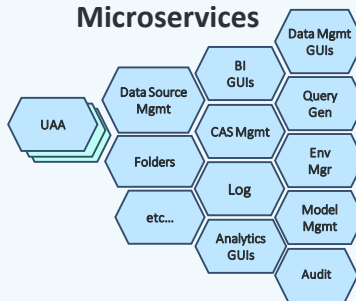 Microservices
UAA
Data Source
Mgmt
Folders
etc...
BI
GUIs
CAS Mgmt
Log
Analytics
GUIs
Data Mgmt
GUIs
Query
Gen
Env
Mgr
Model
Mgmt
Audit